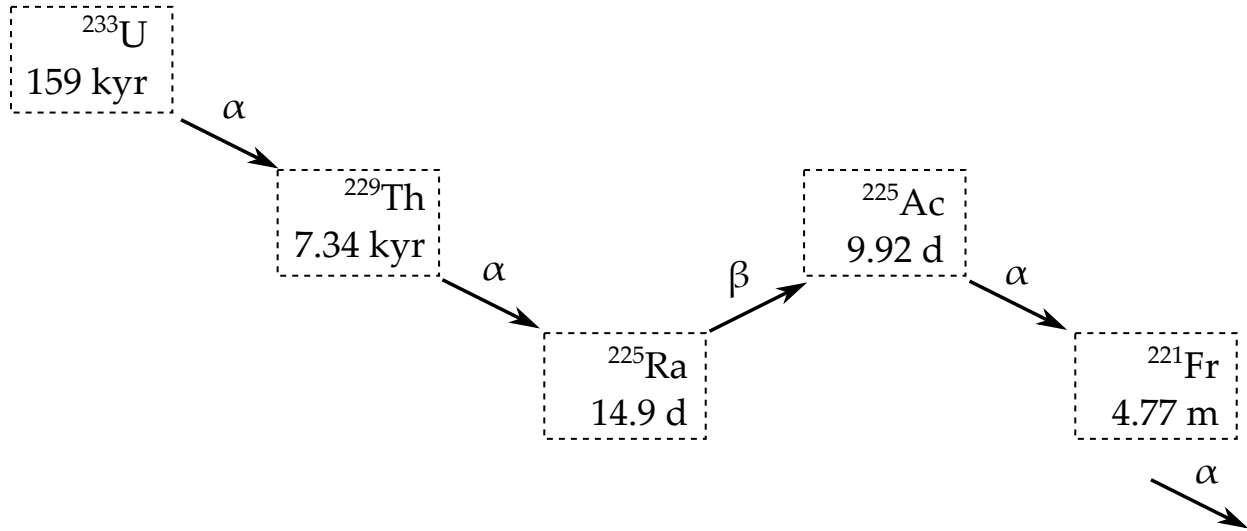 ²³³U
159 kyr
α
²²⁹Th
7.34 kyr
α
²²⁵Ra
14.9 d
β
²²⁵Ac
9.92 d
α
²²¹Fr
4.77 m
α